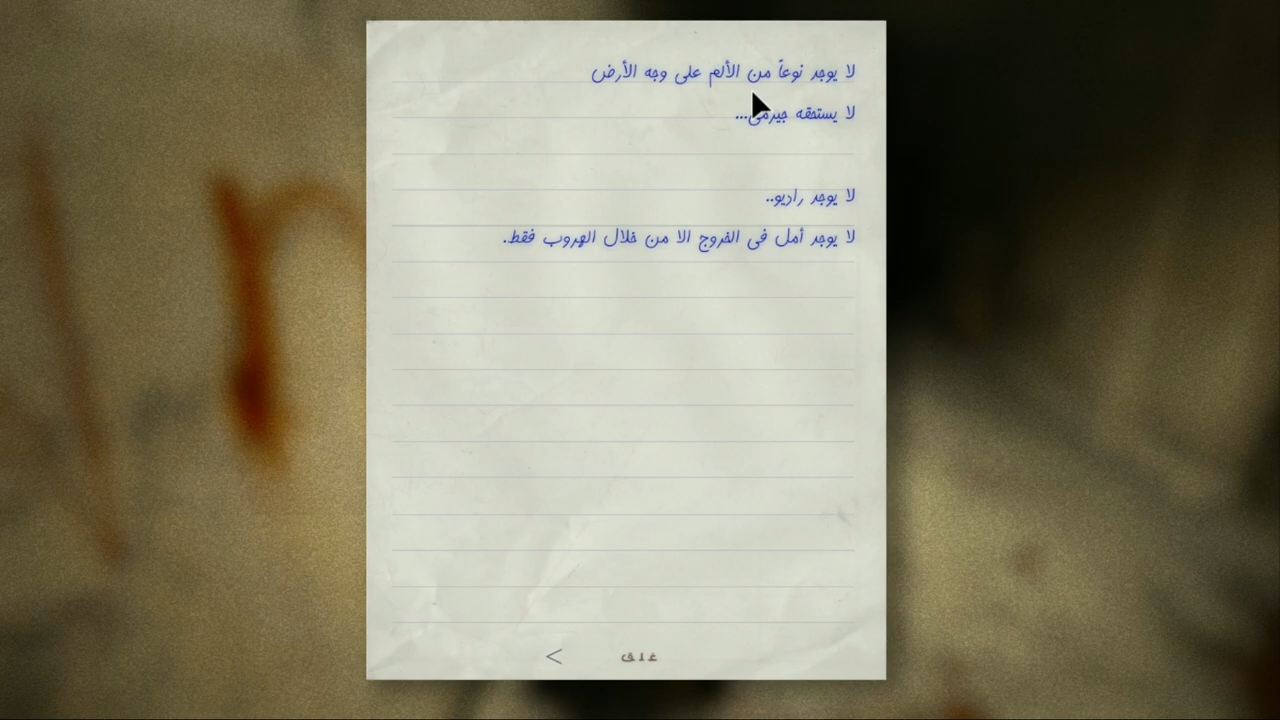 لا يوجد نوعاً من الألم على وجه الأرض
لا يستحقه جيرمى...
لا يوجد راديو..
لا يوجد أمل فى الخروج الا من خلال الهروب فقط.
< غلق